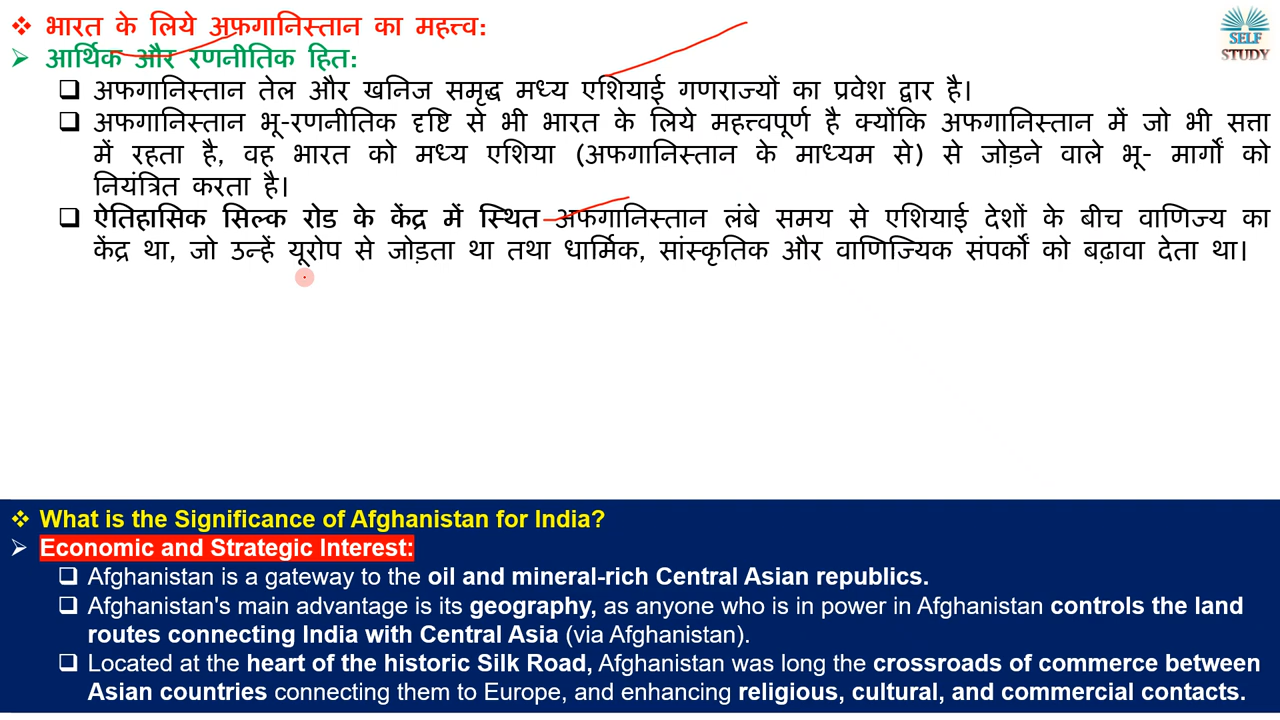 ❖ भारत के लिये अफगानिस्तान का महत्त्व:
SELF
STUDY
➢ आर्थिक और रणनीतिक हित:
❑ अफगानिस्तान तेल और खनिज समृद्ध मध्य एशियाई गणराज्यों का प्रवेश द्वार है।
❑ अफगानिस्तान भू-रणनीतिक दृष्टि से भी भारत के लिये महत्त्वपूर्ण है क्योंकि अफगानिस्तान में जो भी सत्ता
में रहता है, वह भारत को मध्य एशिया (अफगानिस्तान के माध्यम से) से जोड़ने वाले भू- मार्गों को
नियंत्रित करता है।
❑ ऐतिहासिक सिल्क रोड के केंद्र में स्थित अफगानिस्तान लंबे समय से एशियाई देशों के बीच वाणिज्य का
केंद्र था, जो उन्हें यूरोप से जोड़ता था तथा धार्मिक, सांस्कृतिक और वाणिज्यिक संपर्कों को बढ़ावा देता था।
❖ What is the Significance of Afghanistan for India?
➢ Economic and Strategic Interest:
❑ Afghanistan is a gateway to the oil and mineral-rich Central Asian republics.
❑ Afghanistan's main advantage is its geography, as anyone who is in power in Afghanistan controls the land
routes connecting India with Central Asia (via Afghanistan).
❑ Located at the heart of the historic Silk Road, Afghanistan was long the crossroads of commerce between
Asian countries connecting them to Europe, and enhancing religious, cultural, and commercial contacts.